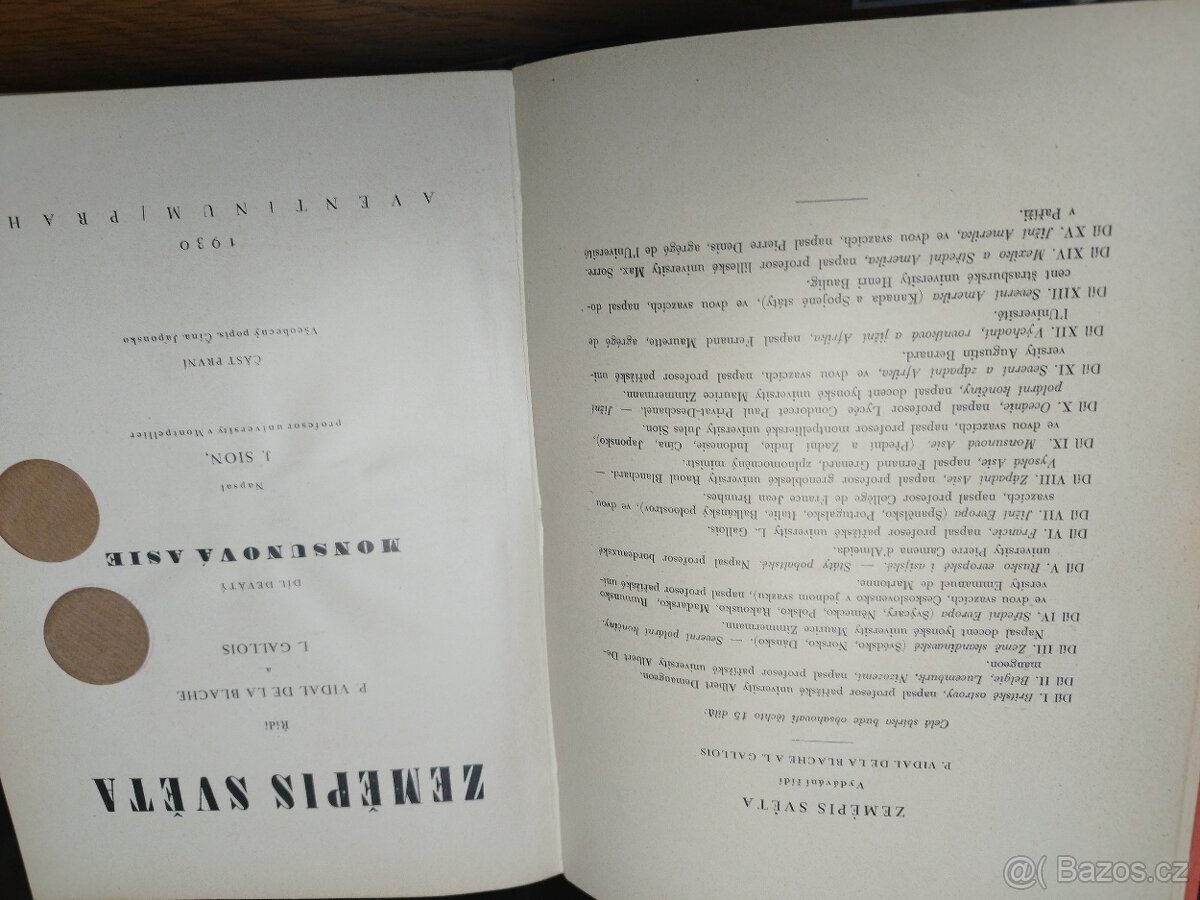 ZEMĚPIS SVĚTA
Vydávání řídí
P. VIDAL DE LA BLACHE A L. GALLOIS
Celá sbírka bude obsahovati těchto 15 dílů:
Díl I. Britské ostrovy, napsal profesor pařížské university Albert Demangeon.
Díl II. Belgie, Lucemburk, Nizozemí, napsal profesor pařížské university Albert De-
mangeon.
Díl III. Země skandinavské (Švédsko, Norsko, Dánsko). — Severní polární končiny.
Napsal docent lyonské university Maurice Zimmermann.
Díl IV. Střední Evropa (Švýcary, Německo, Polsko, Rakousko, Maďarsko, Rumunsko
ve dvou svazcích, Československo v jednom svazku), napsal profesor pařížské uni-
versity Emmanuel de Martonne.
Díl V. Rusko evropské i asijské. — Státy pobaltské. Napsal profesor bordeauxské
university Pierre Camena d'Almeida.
Díl VI. Francie, napsal profesor pařížské university L. Gallois.
Díl VII. Jižní Evropa (Španělsko, Portugalsko, Italie, Balkánský poloostrov), ve dvou
svazcích, napsal profesor Collège de France Jean Brunhes.
Díl VIII. Západní Asie, napsal profesor grenobleské university Raoul Blanchard. —
Vysoká Asie, napsal Fernand Grenard, zplnomocněný ministr.
Díl IX. Monsunová Asie. (Přední a Zadní Indie, Indonesie, Čína, Japonsko),
ve dvou svazcích, napsal profesor montpellierské university Jules Sion.
Díl X. Oceánie, napsal profesor Lycée Condorcet Paul Privat-Deschanel. — Jižní
polární končiny, napsal docent lyonské university Maurice Zimmermann.
Díl XI. Severní a západní Afrika, ve dvou svazcích, napsal profesor pařížské uni-
versity Augustin Bernard.
Díl XII. Východní, rovníková a jižní Afrika, napsal Fernand Maurette, agrégé de
l'Université.
Díl XIII. Severní Amerika (Kanada a Spojené státy), ve dvou svazcích, napsal do-
cent štrasburské university Henri Baulig.
Díl XIV. Mexiko a Střední Amerika, napsal profesor lilleské university Max. Sorre.
Díl XV. Jižní Amerika, ve dvou svazcích, napsal Pierre Denis, agrégé de l'Université
v Paříži.
ZEMĚPIS SVĚTA
Řídí
P. VIDAL DE LA BLACHE
a
L. GALLOIS
DÍL DEVÁTÝ
MONSUNOVÁ ASIE
Napsal
J. SION,
profesor university v Montpellier
ČÁST PRVNÍ
Všeobecný popis. Čína. Japonsko
1930
AVENTINUM / PRAH
@( Bazos.cz